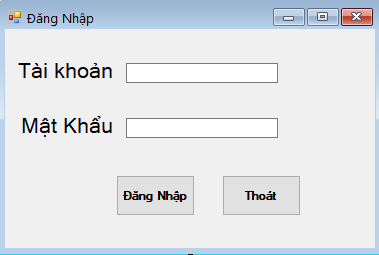 Đăng Nhập
Tài khoản
Mật Khẩu
Đăng Nhập Thoát